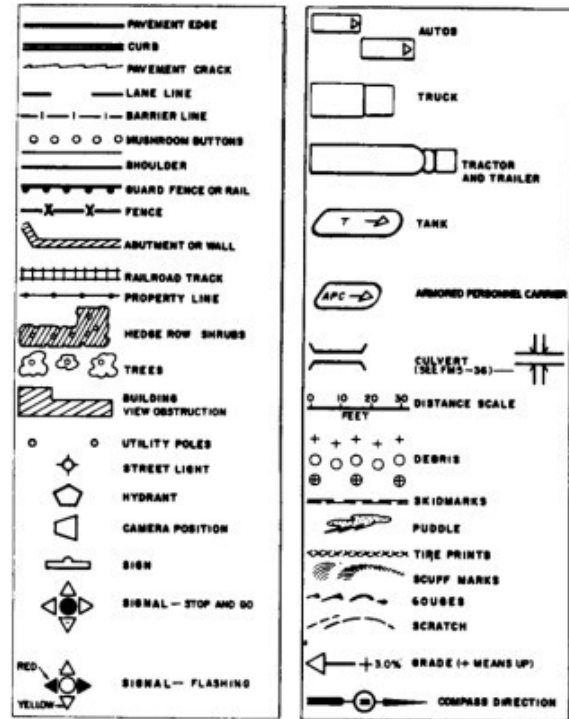 PAVEMENT EDGE
CURB
PAVEMENT CRACK
LANE LINE
BARRIER LINE
MUSHROOM BUTTONS
SHOULDER
GUARD FENCE OR RAIL
FENCE
ABUTMENT OR WALL
RAILROAD TRACK
PROPERTY LINE
HEDGE ROW SHRUBS
TREES
BUILDING
VIEW OBSTRUCTION
UTILITY POLES
STREET LIGHT
HYDRANT
CAMERA POSITION
SIGN
SIGNAL — STOP AND GO
RED
SIGNAL — FLASHING
YELLOW
AUTOS
TRUCK
TRACTOR
AND TRAILER
T
TANK
APC
ARMORED PERSONNEL CARRIER
CULVERT
(SEE FM 5-36)
0 10 20 30
DISTANCE SCALE
FEET
DEBRIS
SKIDMARKS
PUDDLE
TIRE PRINTS
SCUFF MARKS
GOUGES
SCRATCH
+3.0% GRADE (+ MEANS UP)
COMPASS DIRECTION